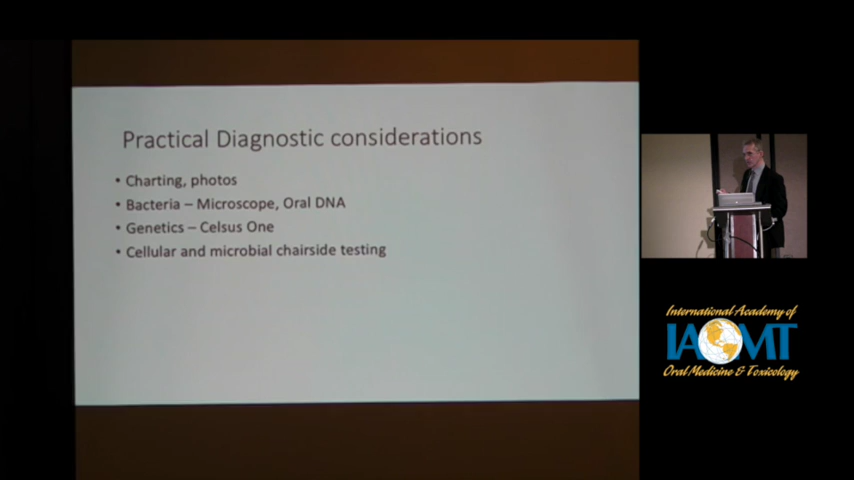 Practical Diagnostic considerations
• Charting, photos
• Bacteria – Microscope, Oral DNA
• Genetics – Celsus One
• Cellular and microbial chairside testing
International Academy of
IAOMT
Oral Medicine & Toxicology